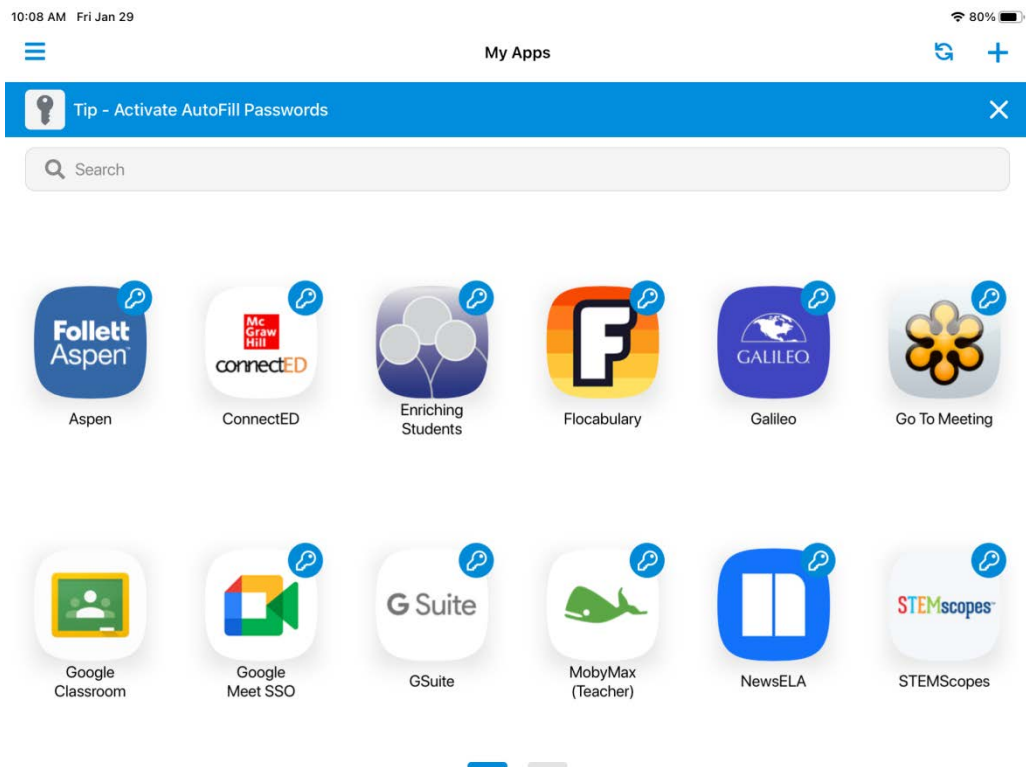 10:08 AM Fri Jan 29
80%
My Apps
Tip - Activate AutoFill Passwords
Search
Follett
Aspen™
Mc
Graw
Hill
connectED
F
GALILEO
Aspen
ConnectED
Enriching
Students
Flocabulary
Galileo
Go To Meeting
G Suite
STEMscopes™
Google
Classroom
Google
Meet SSO
GSuite
MobyMax
(Teacher)
NewsELA
STEMScopes